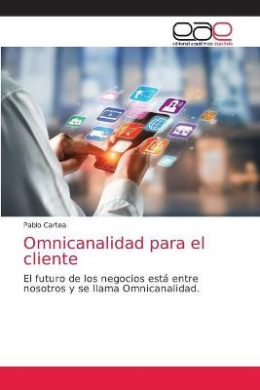 eae
editorial académica española
Pablo Cartea
Omnicanalidad para el
cliente
El futuro de los negocios está entre
nosotros y se llama Omnicanalidad.